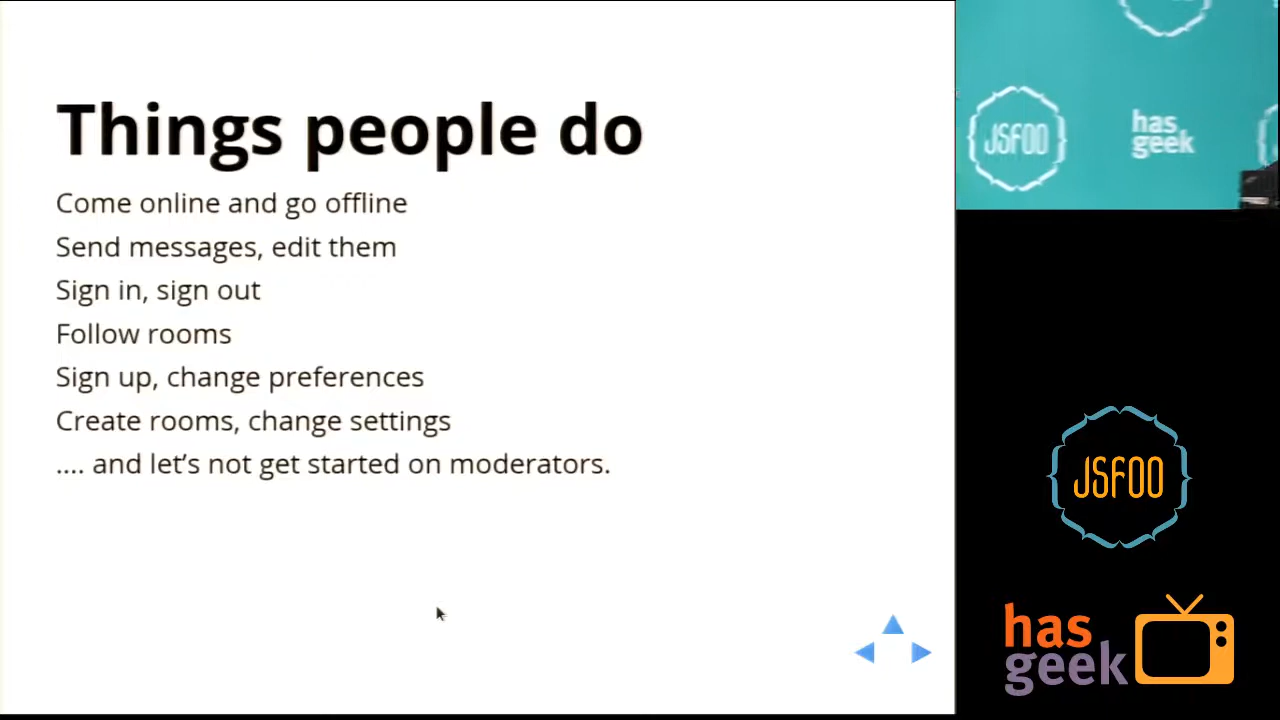 Things people do
Come online and go offline
Send messages, edit them
Sign in, sign out
Follow rooms
Sign up, change preferences
Create rooms, change settings
.... and let’s not get started on moderators.
JSFOO
has
geek
JSFOO
has
geek